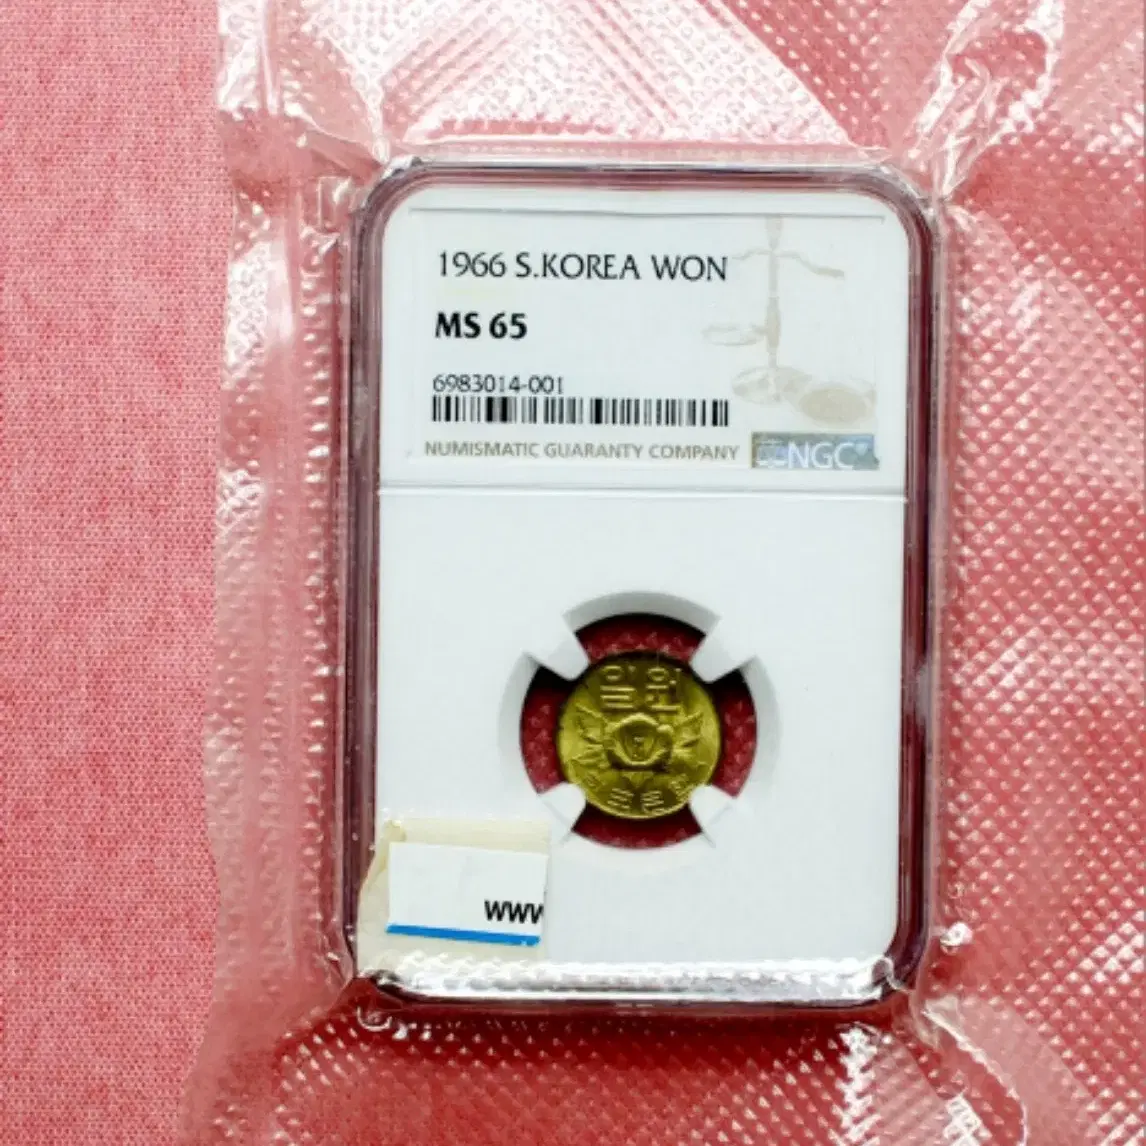 1966 S.KOREA WON
MS 65
6983014-001
NUMISMATIC GUARANTY COMPANY NGC
일원
WWW